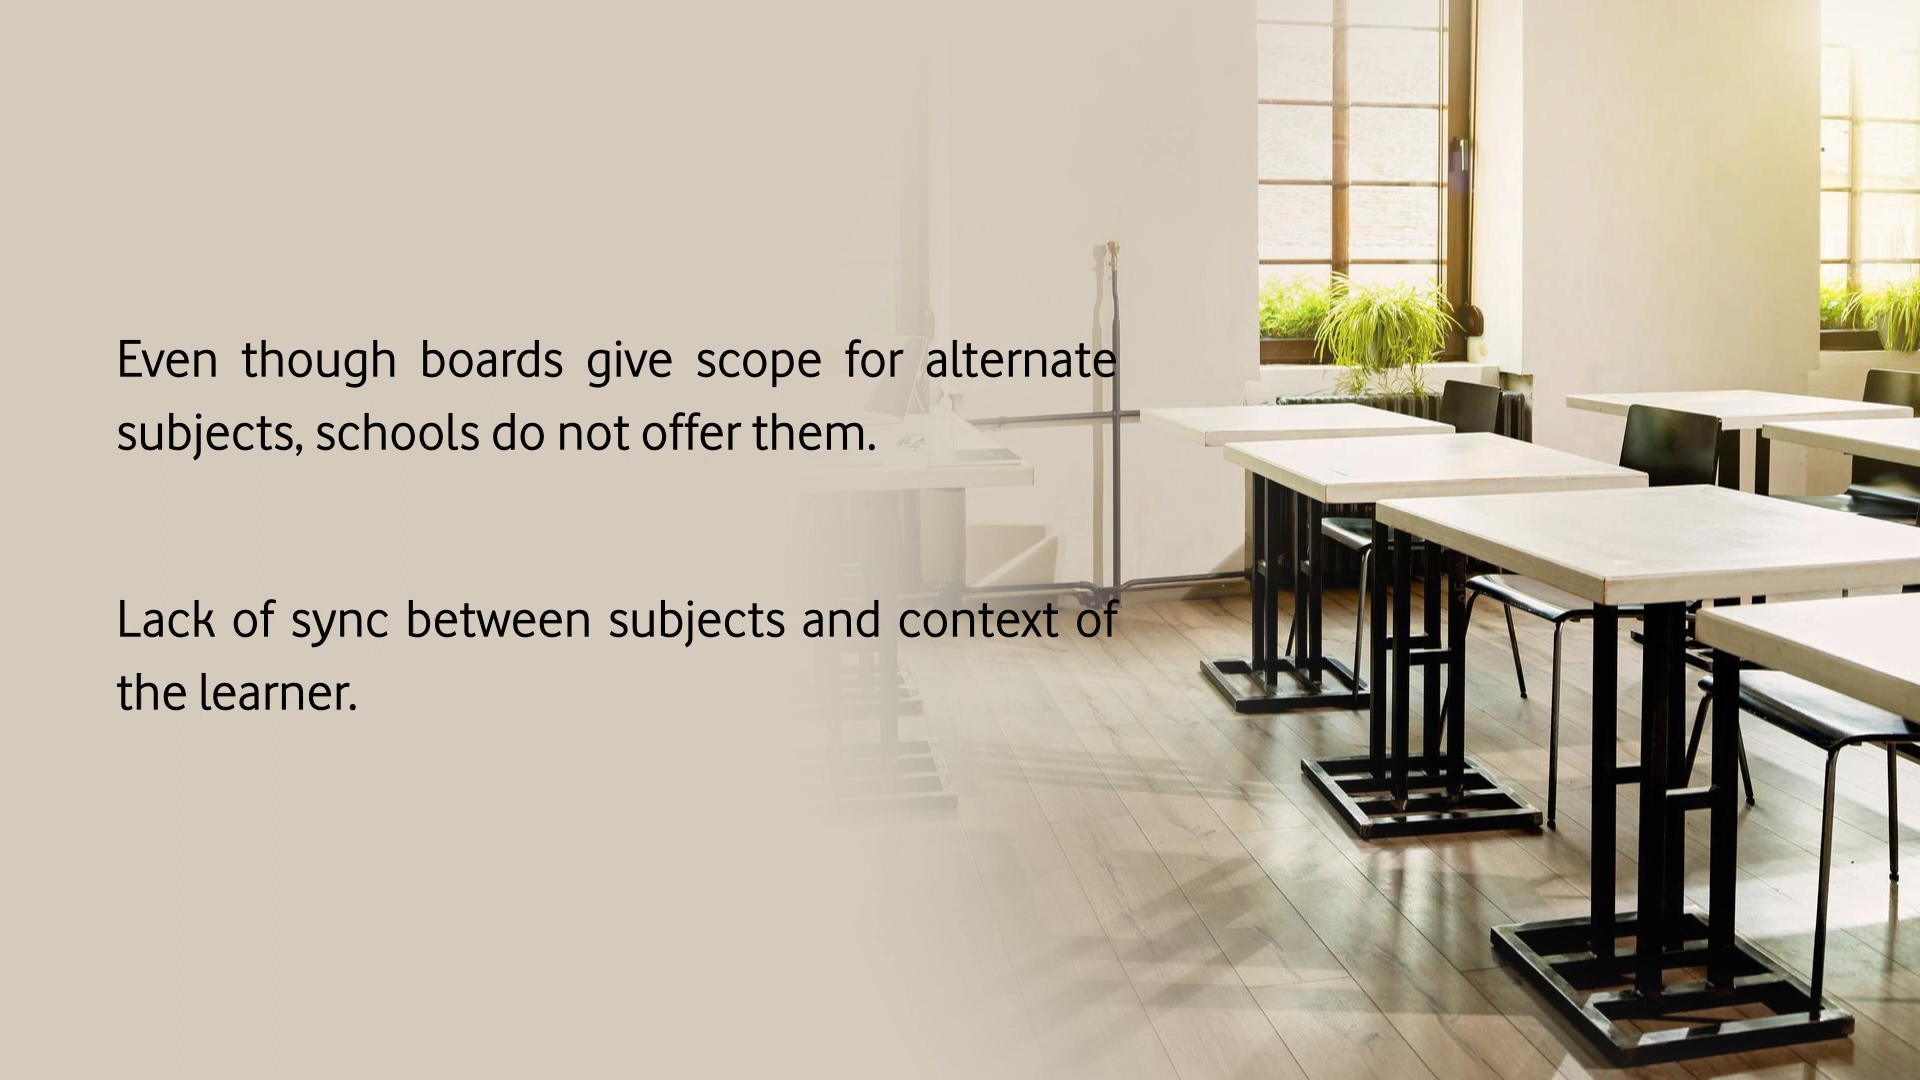 Even though boards give scope for alternate
subjects, schools do not offer them.
Lack of sync between subjects and context of
the learner.